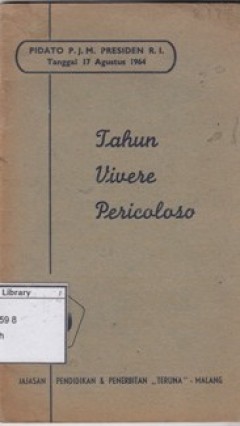 PIDATO P. J. M. PRESIDEN R. I.
Tanggal 17 Agustus 1964
Tahun
Vivere
Pericoloso
Library
59 8
h
JAJASAN PENDIDIKAN & PENERBITAN „TERUNA" - MALANG